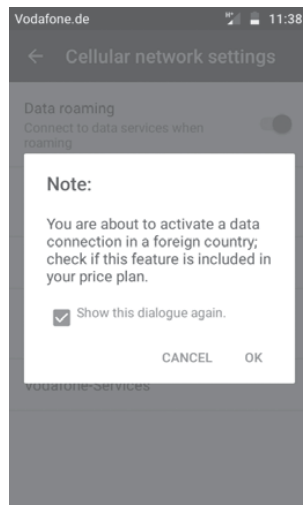 Vodafone.de 11:38
Cellular network settings
Data roaming
Connect to data services when
roaming
Note:
You are about to activate a data
connection in a foreign country;
check if this feature is included in
your price plan.
Show this dialogue again.
CANCEL OK
Vodafone-Services